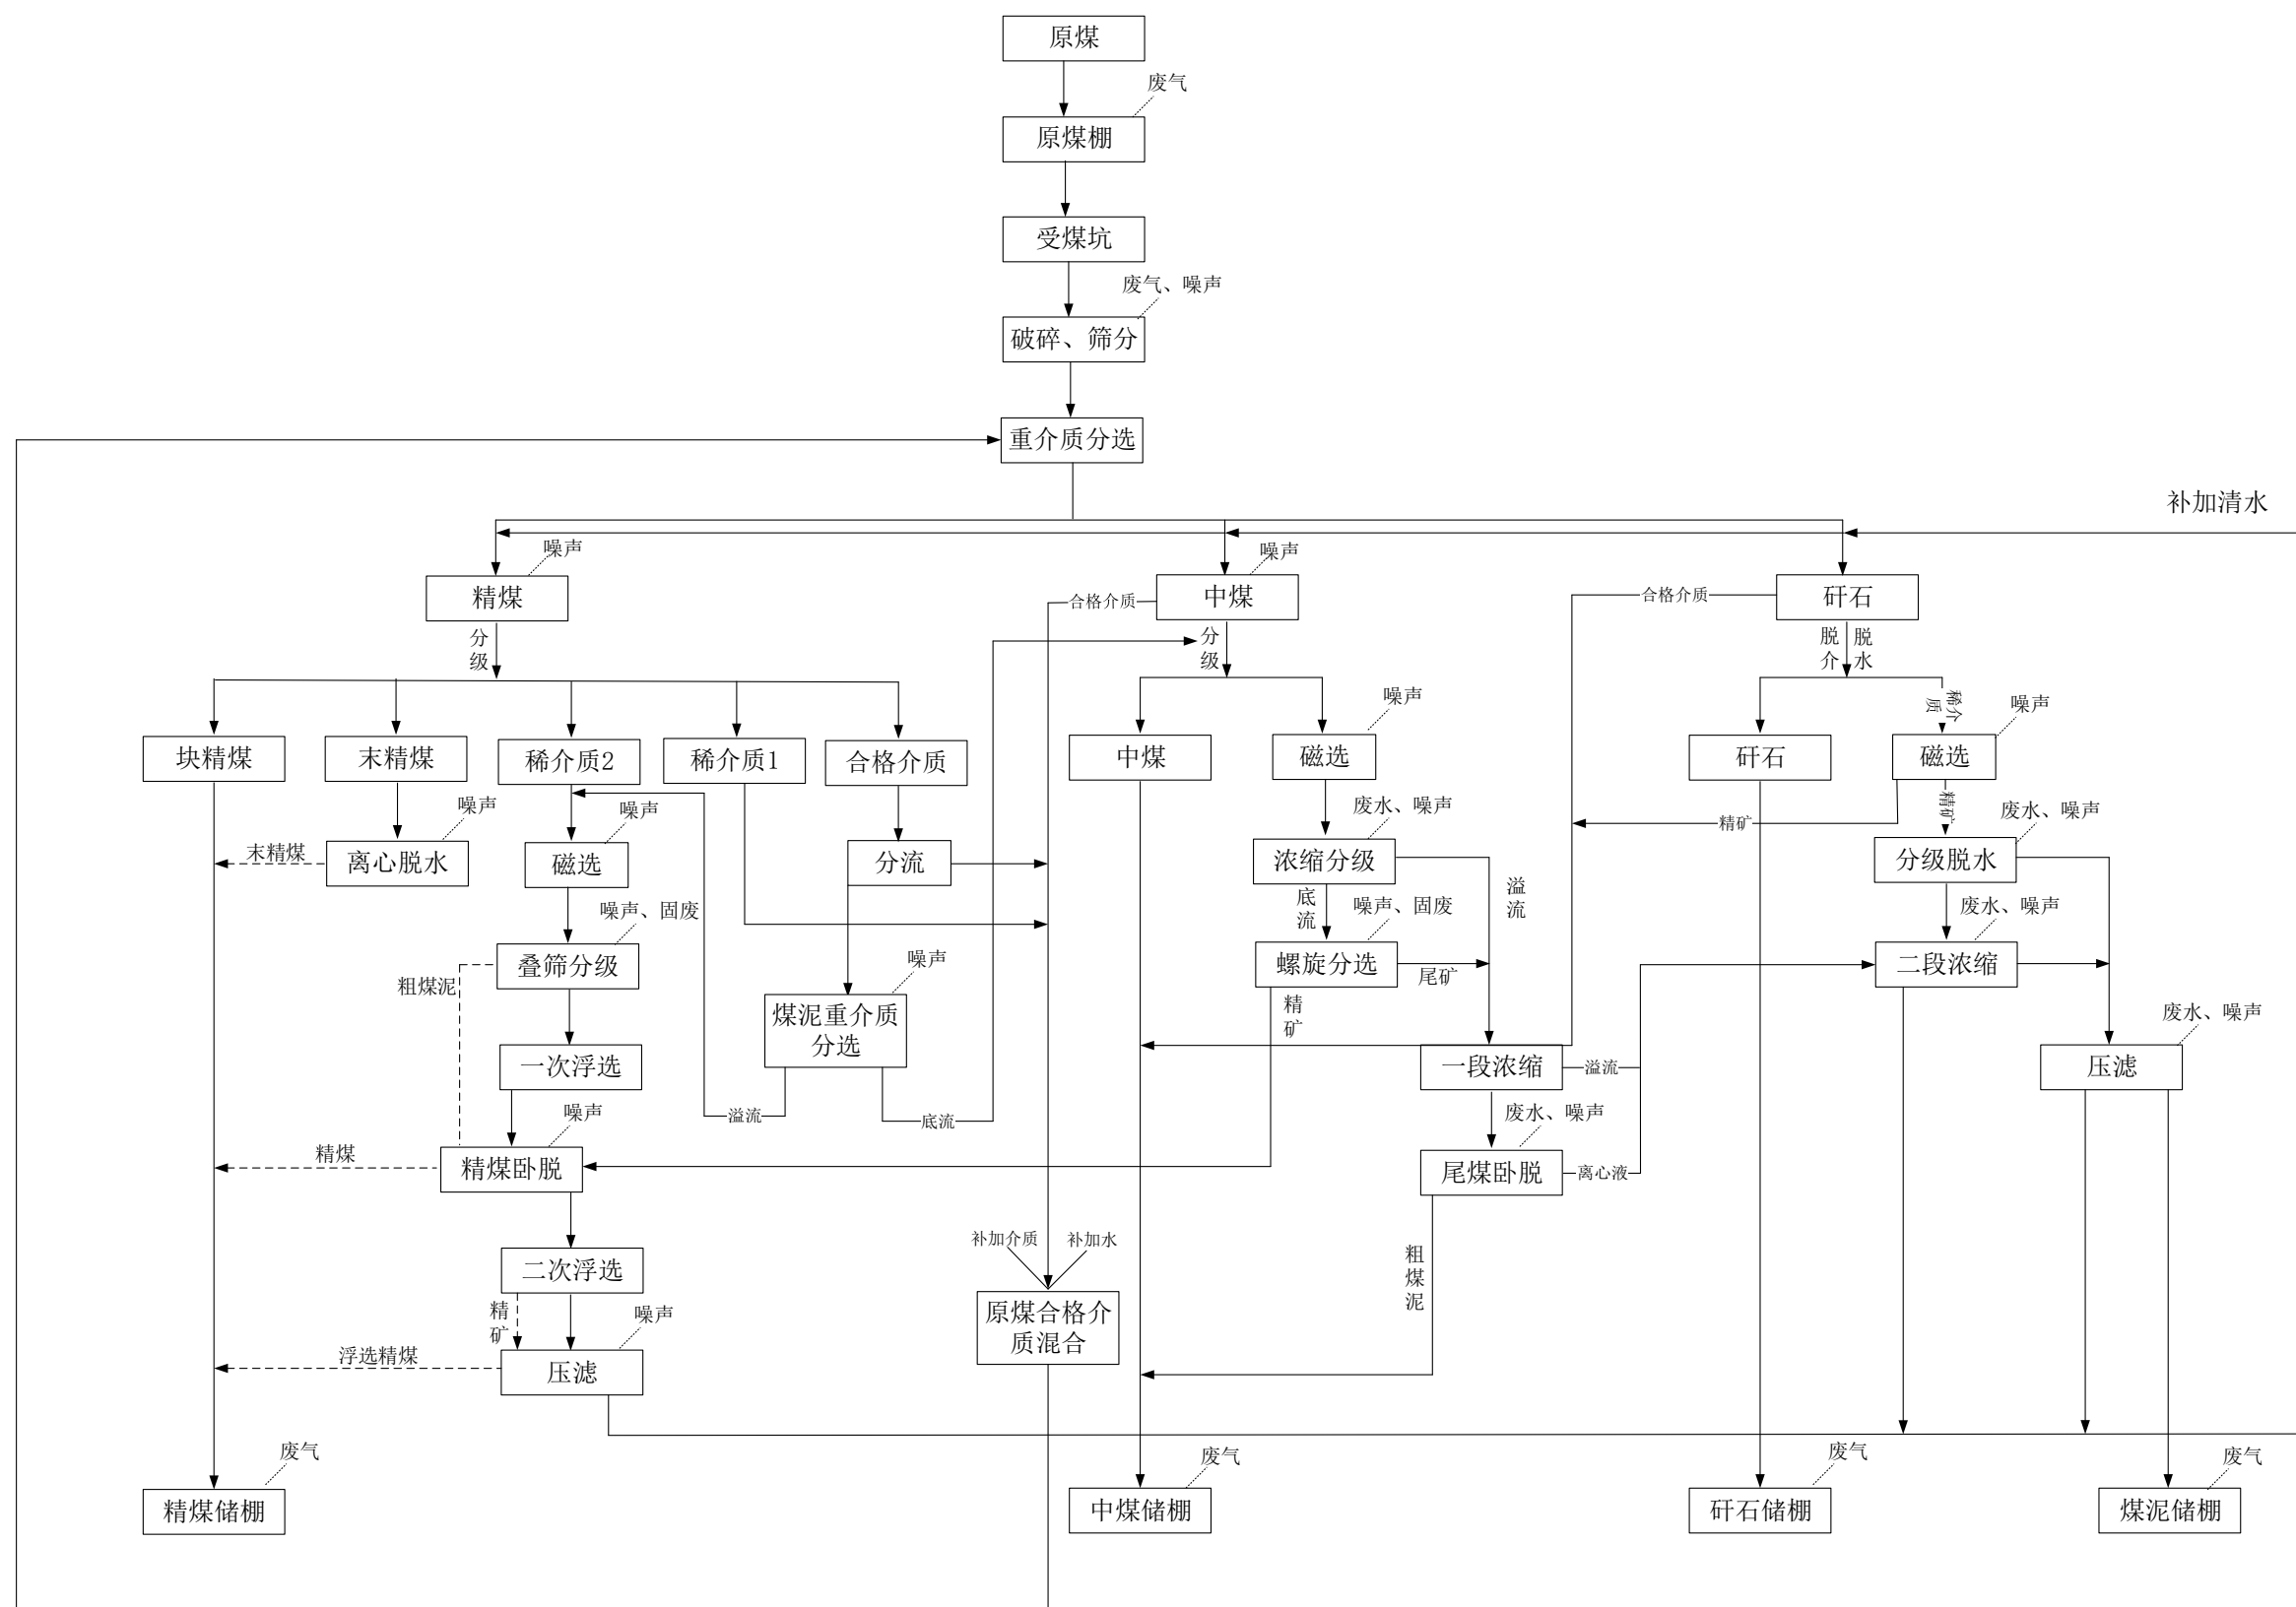 原煤
废气
原煤棚
受煤坑
废气、噪声
破碎、筛分
重介质分选
补加清水
噪声
噪声
精煤
合格介质
中煤
合格介质
矸石
分级
分级
脱介
脱水
噪声
稀介质
噪声
块精煤
末精煤
稀介质2
稀介质1
合格介质
中煤
磁选
矸石
磁选
噪声
噪声
废水、噪声
精矿
精矿
废水、噪声
末精煤
离心脱水
磁选
分流
浓缩分级
分级脱水
底流
溢流
噪声、固废
噪声、固废
废水、噪声
叠筛分级
噪声
螺旋分选
尾矿
二段浓缩
粗煤泥
精矿
煤泥重介质
分选
废水、噪声
一次浮选
一段浓缩
溢流
压滤
噪声
溢流
底流
废水、噪声
精煤
精煤卧脱
尾煤卧脱
离心液
补加介质
补加水
粗煤泥
二次浮选
精矿
噪声
原煤合格介
质混合
浮选精煤
压滤
废气
废气
废气
废气
精煤储棚
中煤储棚
矸石储棚
煤泥储棚